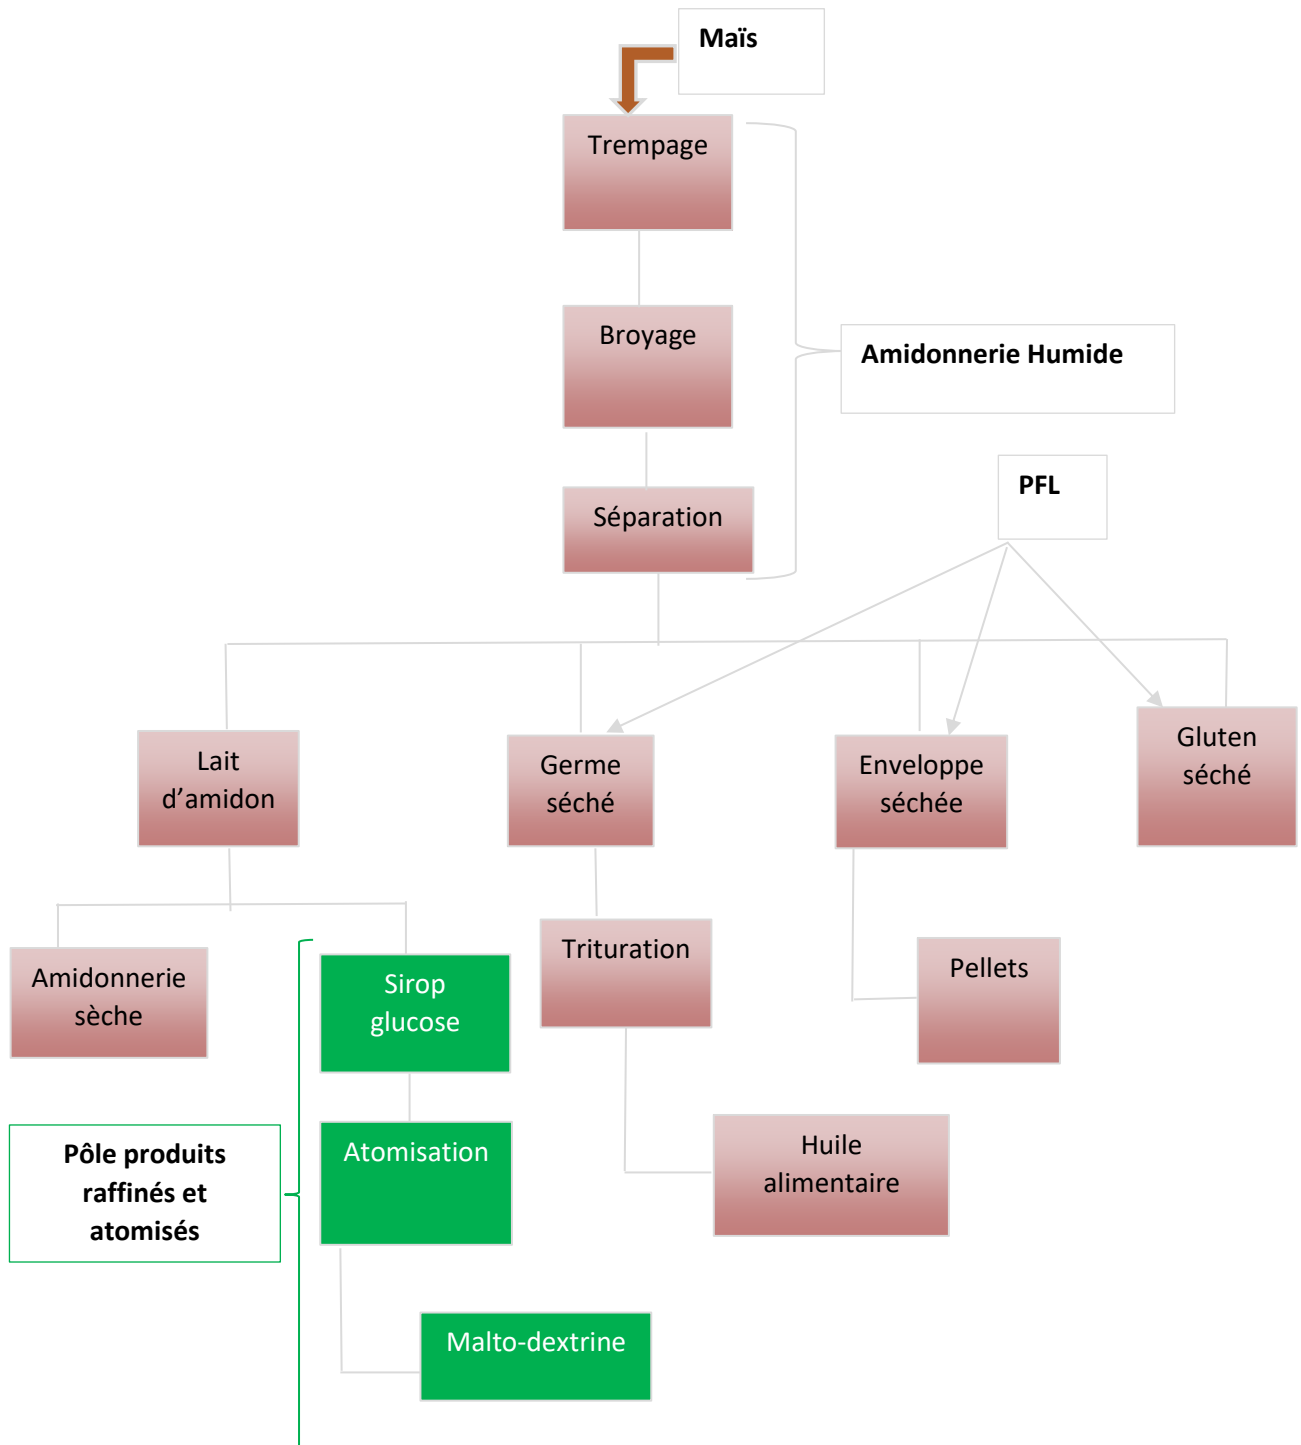 Maïs
Trempage
Broyage
Amidonnerie Humide
PFL
Séparation
Lait
d’amidon
Germe
séché
Enveloppe
séchée
Gluten
séché
Amidonnerie
sèche
Sirop
glucose
Trituration
Pellets
Pôle produits
raffinés et
atomisés
Atomisation
Huile
alimentaire
Malto-dextrine